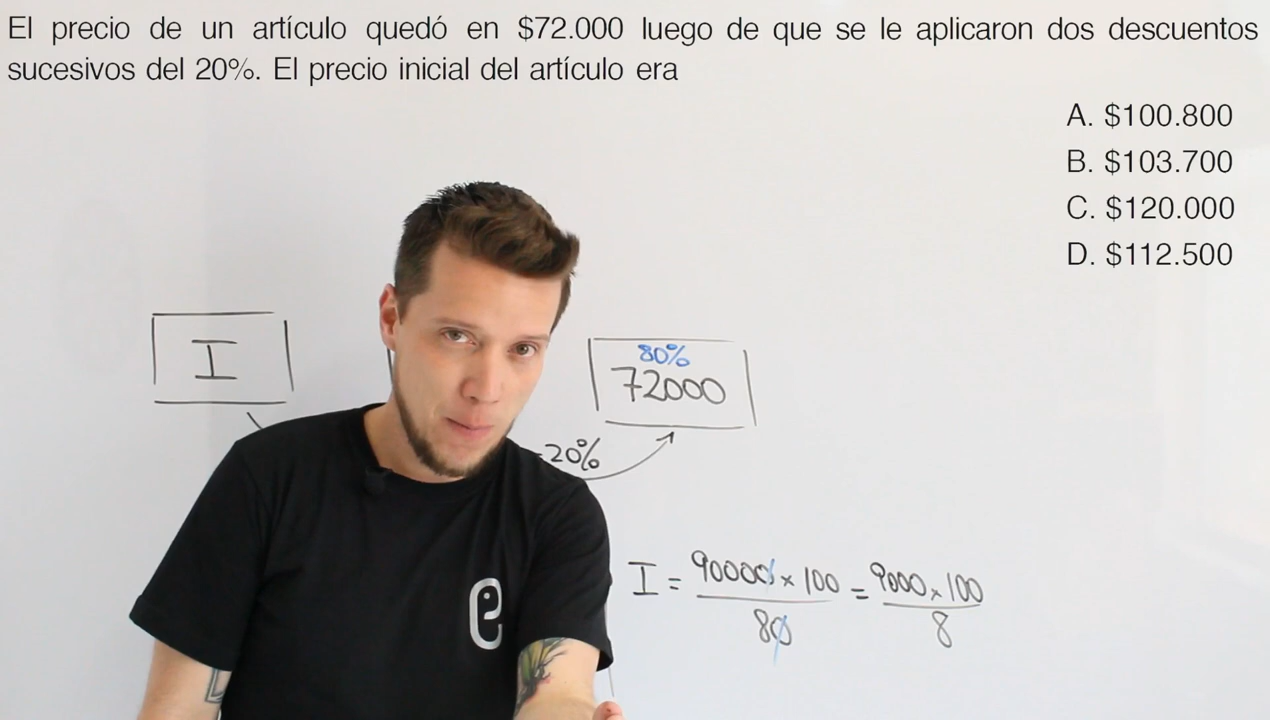 El precio de un artículo quedó en $72.000 luego de que se le aplicaron dos descuentos
sucesivos del 20%. El precio inicial del artículo era
A. $100.800
B. $103.700
C. $120.000
D. $112.500
I
80%
72000
-20%
I = 90000 x 100 / 80 = 9000 x 100 / 8